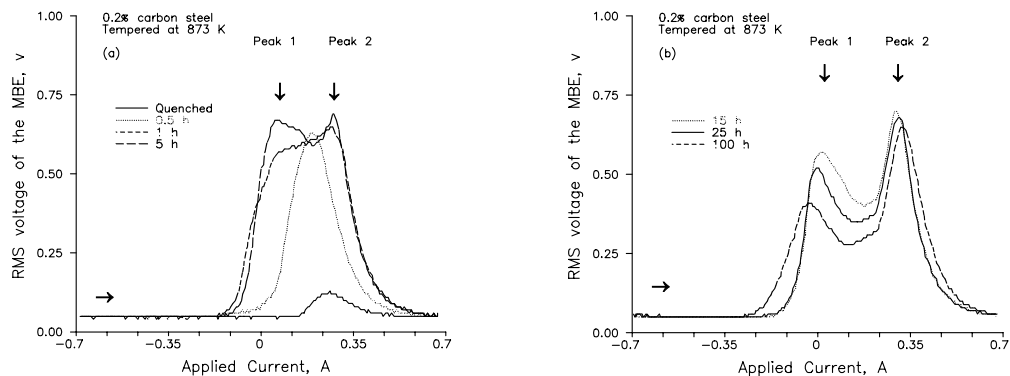 1.00
0.75
0.50
0.25
0.00
RMS voltage of the MBE, v
0.2% carbon steel
Tempered at 873 K
(a)
Peak 1
Peak 2
Quenched
0.5 h
1 h
5 h
-0.7
-0.35
0
0.35
0.7
Applied Current, A
1.00
0.75
0.50
0.25
0.00
RMS voltage of the MBE, v
0.2% carbon steel
Tempered at 873 K
(b)
Peak 1
Peak 2
15 h
25 h
100 h
-0.7
-0.35
0
0.35
0.7
Applied Current, A